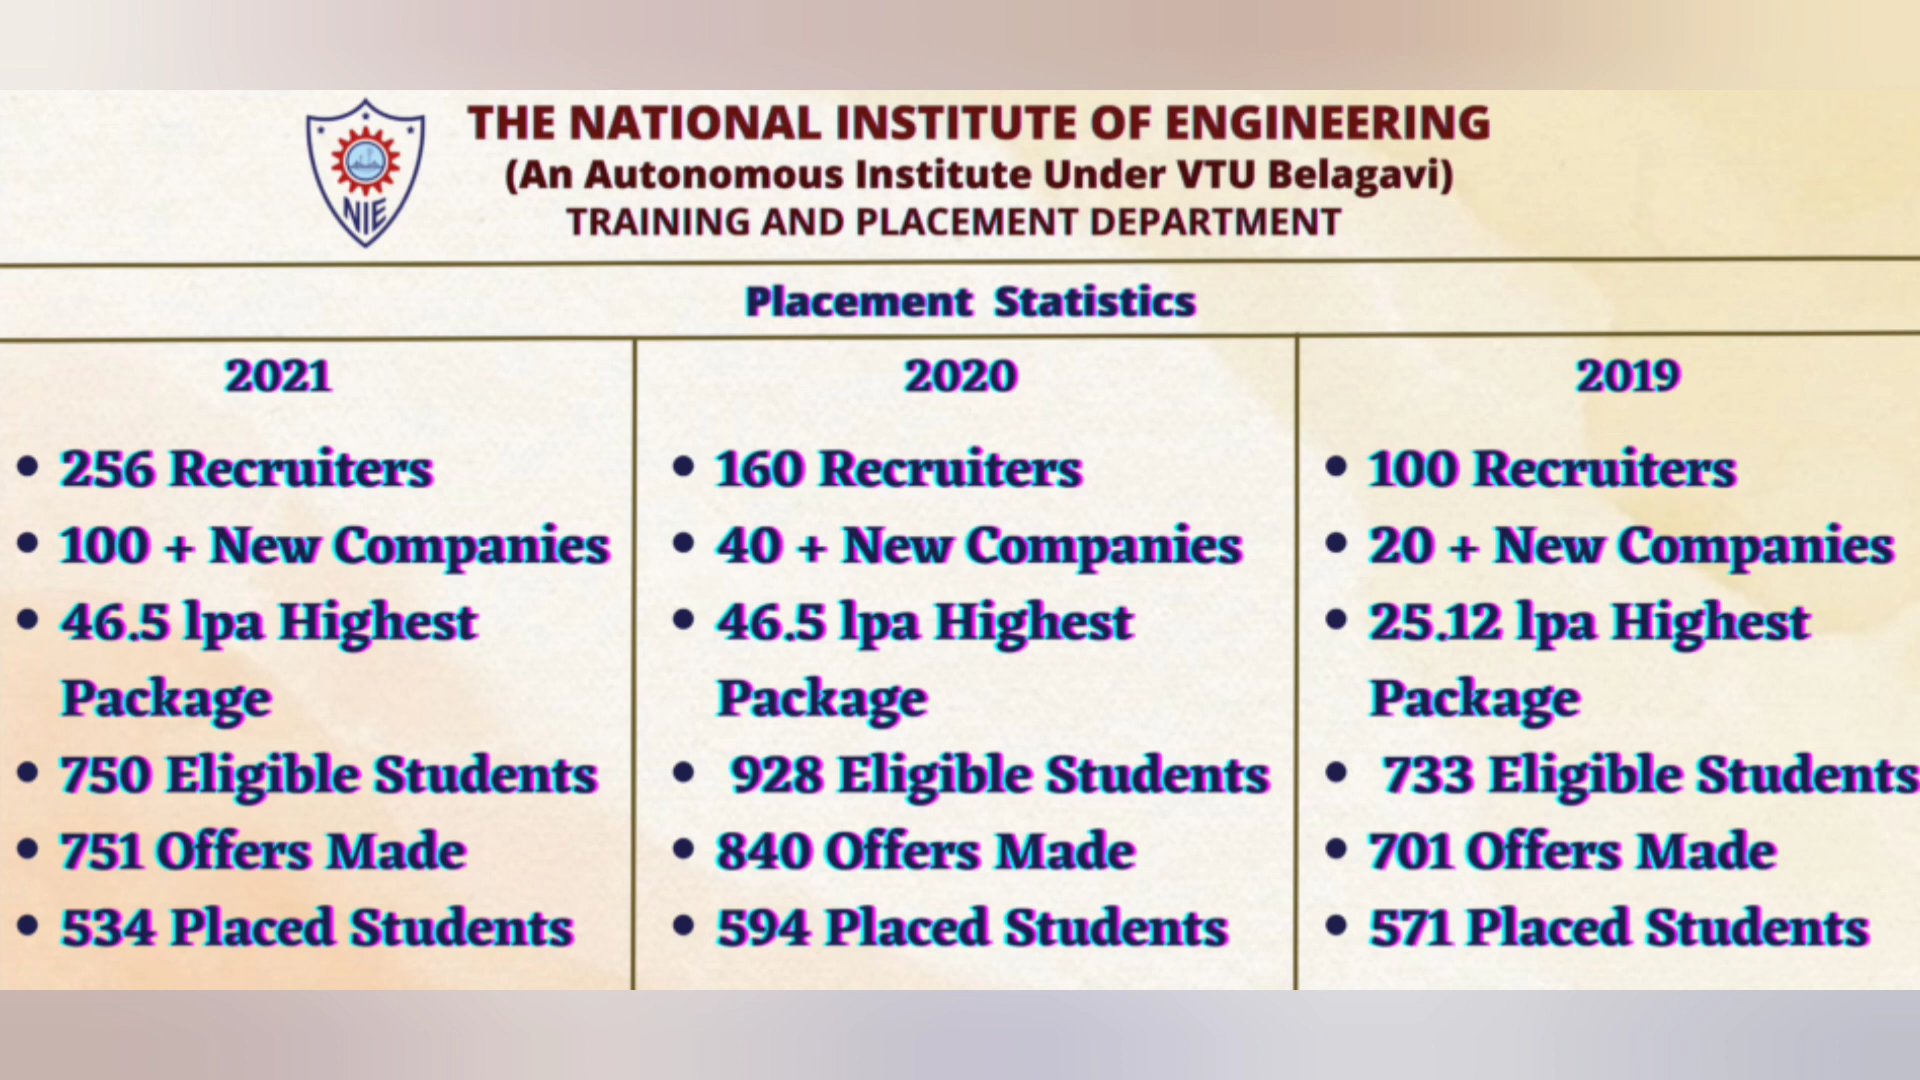 NIE
THE NATIONAL INSTITUTE OF ENGINEERING
(An Autonomous Institute Under VTU Belagavi)
TRAINING AND PLACEMENT DEPARTMENT
Placement Statistics
2021
• 256 Recruiters
• 100 + New Companies
• 46.5 lpa Highest
Package
• 750 Eligible Students
• 751 Offers Made
• 534 Placed Students
2020
• 160 Recruiters
• 40 + New Companies
• 46.5 lpa Highest
Package
• 928 Eligible Students
• 840 Offers Made
• 594 Placed Students
2019
• 100 Recruiters
• 20 + New Companies
• 25.12 lpa Highest
Package
• 733 Eligible Students
• 701 Offers Made
• 571 Placed Students